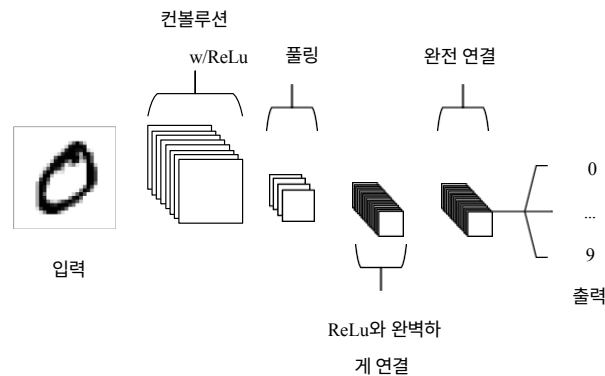 컨볼루션
w/ReLu
풀링
완전 연결
0
...
9
입력
출력
ReLu와 완벽하
게 연결